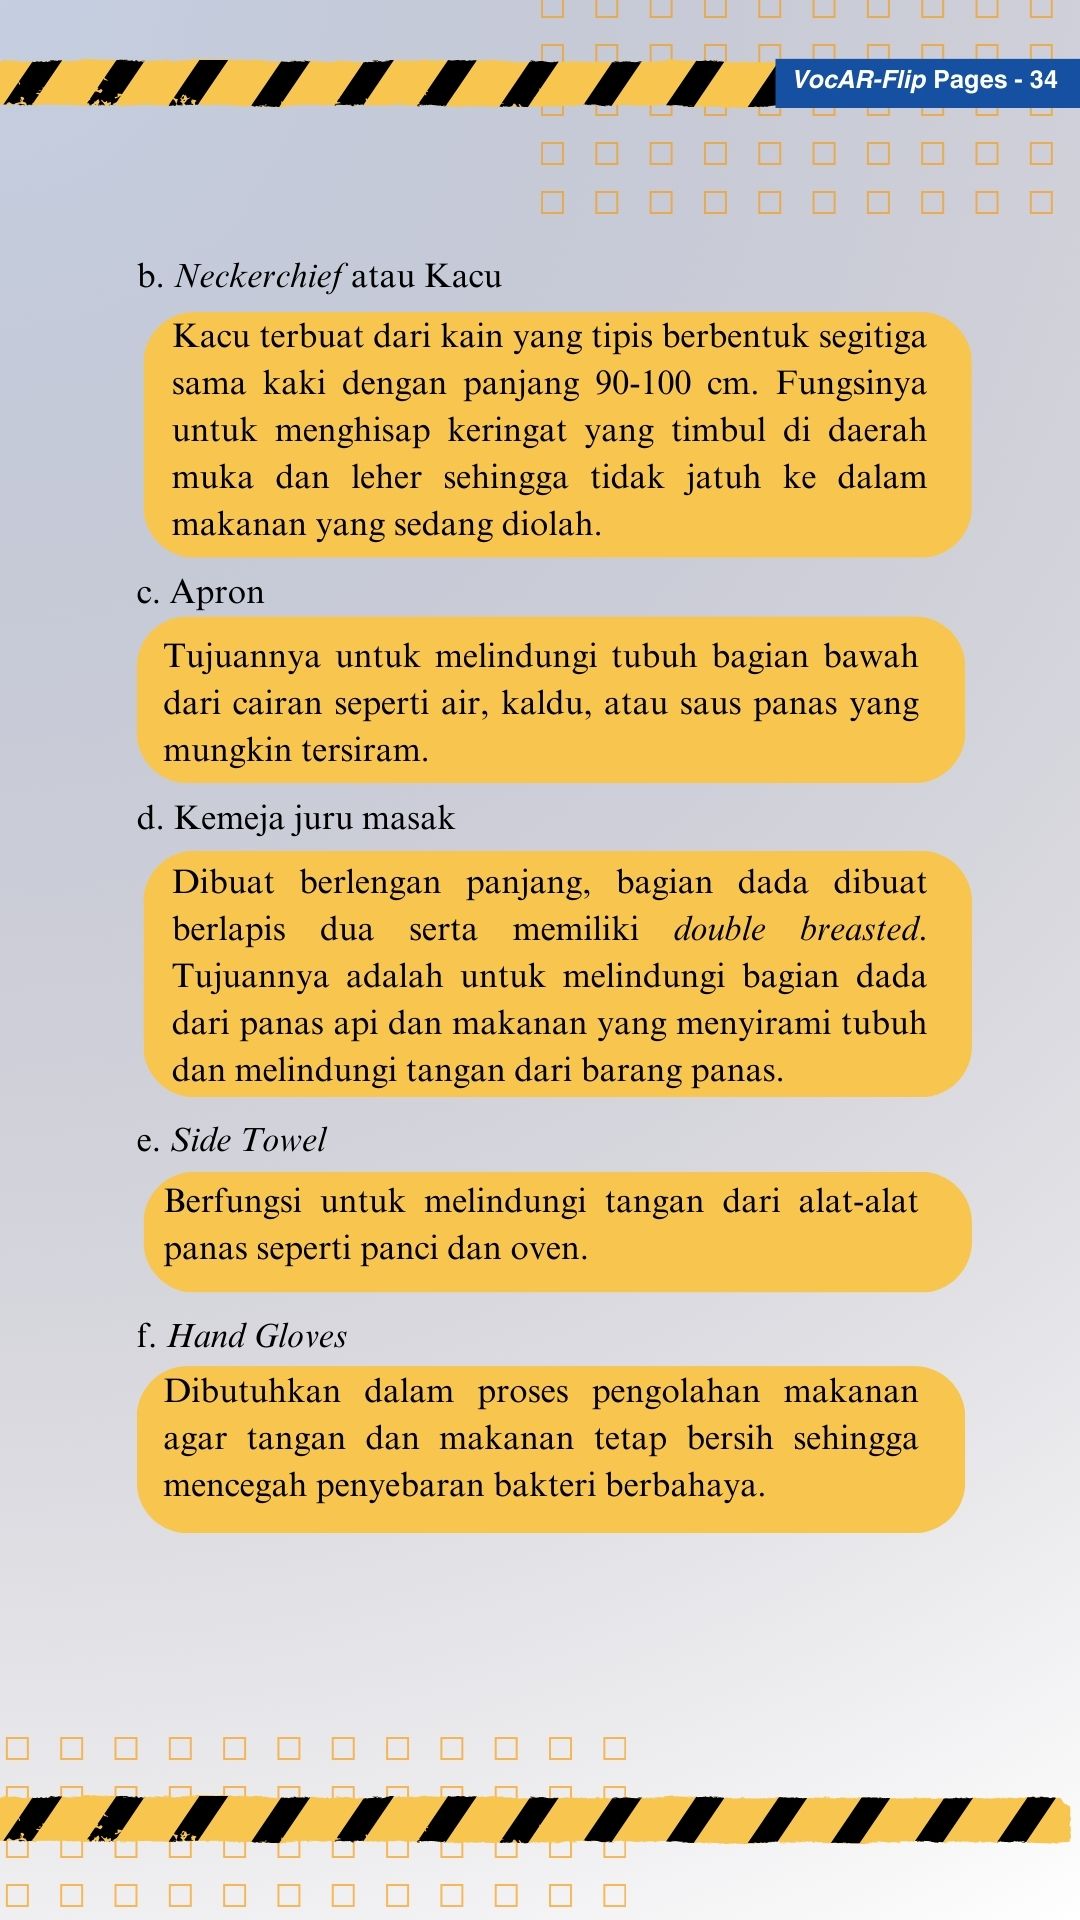 VocAR-Flip Pages - 34
b. Neckerchief atau Kacu
Kacu terbuat dari kain yang tipis berbentuk segitiga
sama kaki dengan panjang 90-100 cm. Fungsinya
untuk menghisap keringat yang timbul di daerah
muka dan leher sehingga tidak jatuh ke dalam
makanan yang sedang diolah.
c. Apron
Tujuannya untuk melindungi tubuh bagian bawah
dari cairan seperti air, kaldu, atau saus panas yang
mungkin tersiram.
d. Kemeja juru masak
Dibuat berlengan panjang, bagian dada dibuat
berlapis dua serta memiliki double breasted.
Tujuannya adalah untuk melindungi bagian dada
dari panas api dan makanan yang menyirami tubuh
dan melindungi tangan dari barang panas.
e. Side Towel
Berfungsi untuk melindungi tangan dari alat-alat
panas seperti panci dan oven.
f. Hand Gloves
Dibutuhkan dalam proses pengolahan makanan
agar tangan dan makanan tetap bersih sehingga
mencegah penyebaran bakteri berbahaya.